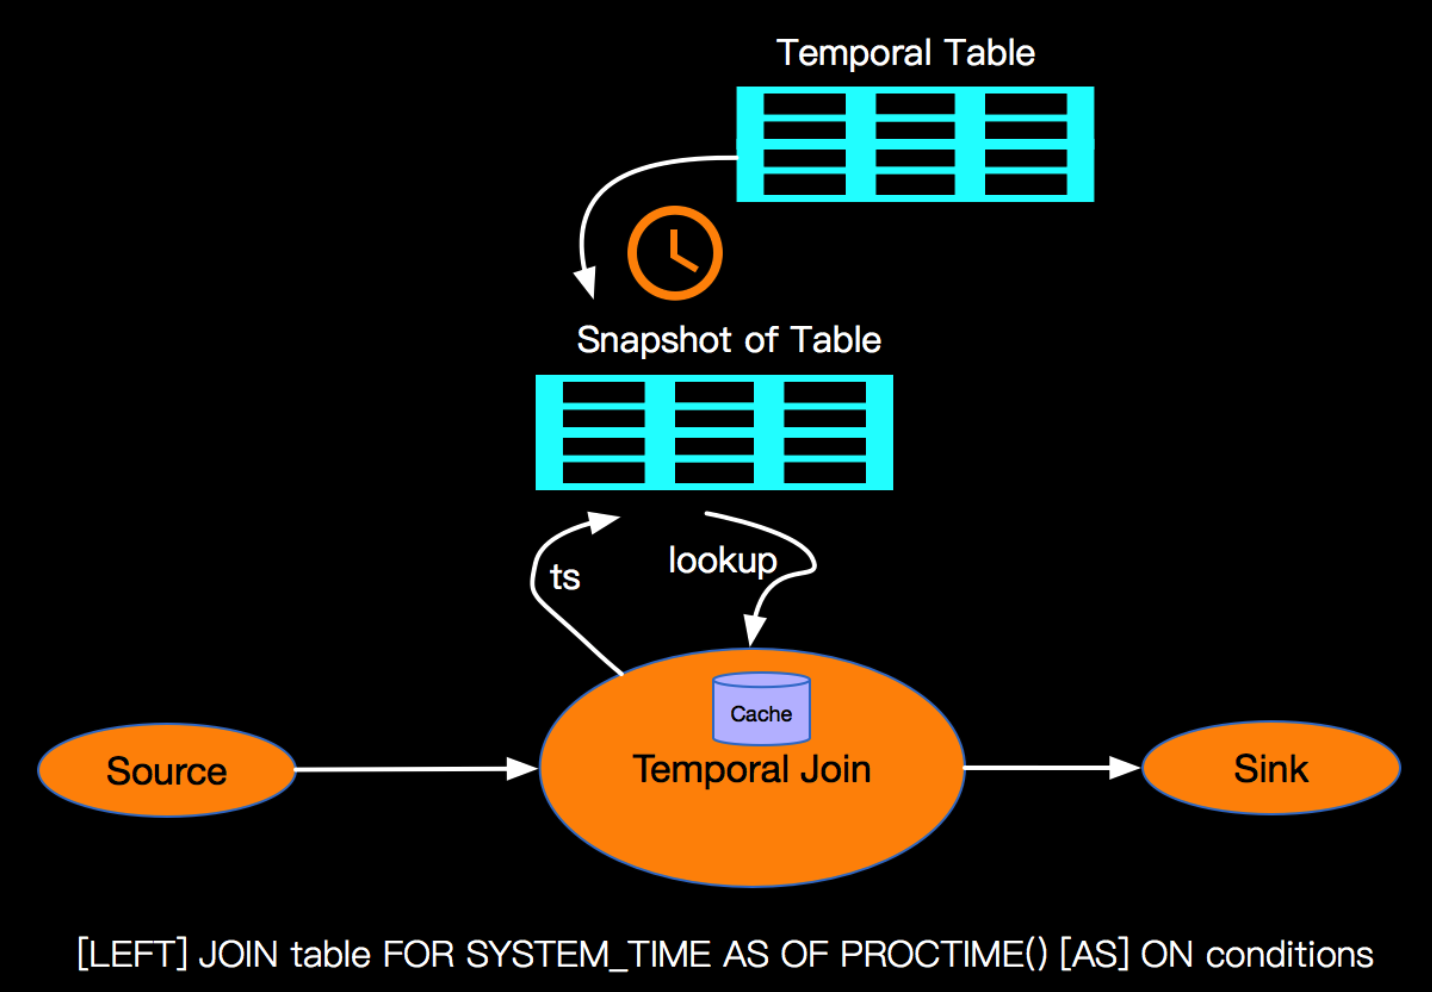 Temporal Table
Snapshot of Table
ts
lookup
Cache
Source
Temporal Join
Sink
[LEFT] JOIN table FOR SYSTEM_TIME AS OF PROCTIME() [AS] ON conditions